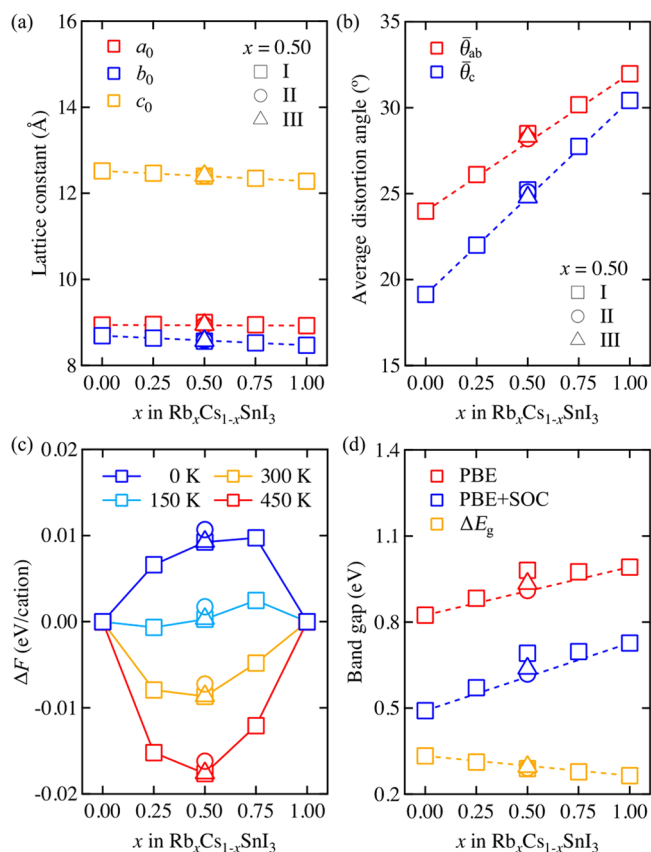 (a)
16
14
12
10
8
Lattice constant (Å)
a₀
b₀
c₀
x = 0.50
I
II
III
0.00 0.25 0.50 0.75 1.00
x in RbₓCs₁₋ₓSnI₃
(b)
35
30
25
20
15
Average distortion angle (º)
θ̄ab
θ̄c
x = 0.50
I
II
III
0.00 0.25 0.50 0.75 1.00
x in RbₓCs₁₋ₓSnI₃
(c)
0.02
0.01
0.00
-0.01
-0.02
ΔF (eV/cation)
0 K 300 K
150 K 450 K
0.00 0.25 0.50 0.75 1.00
x in RbₓCs₁₋ₓSnI₃
(d)
1.4
1.1
0.8
0.5
0.2
Band gap (eV)
PBE
PBE+SOC
ΔEg
0.00 0.25 0.50 0.75 1.00
x in RbₓCs₁₋ₓSnI₃